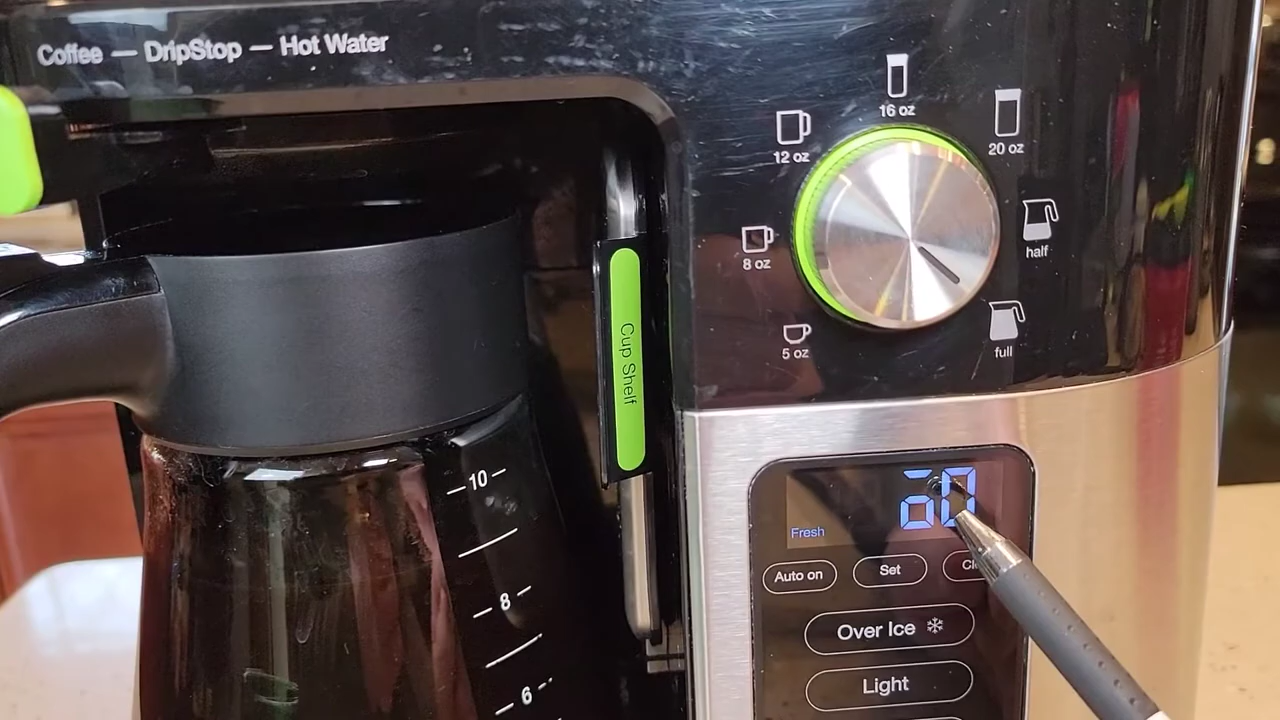 Coffee — DripStop — Hot Water
16 oz
12 oz
20 oz
8 oz
half
5 oz
full
Cup Shelf
10
8
6
Fresh
Auto on
Set
Over Ice
Light